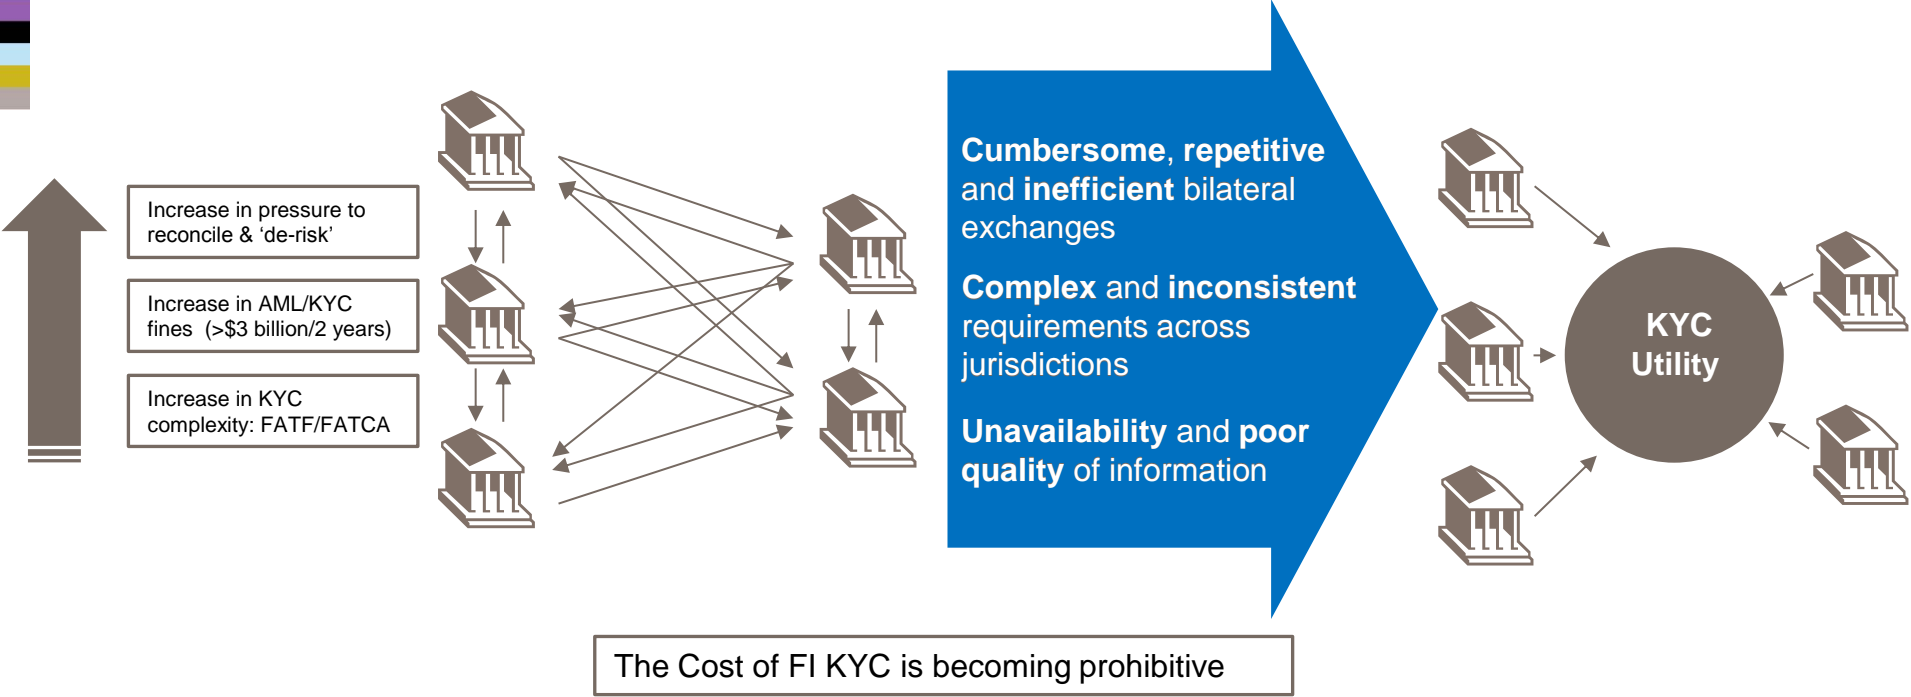 Increase in pressure to
reconcile & ‘de-risk’
Increase in AML/KYC
fines  (>$3 billion/2 years)
Increase in KYC
complexity: FATF/FATCA
Cumbersome, repetitive
and inefficient bilateral
exchanges
Complex and inconsistent
requirements across
jurisdictions
Unavailability and poor
quality of information
KYC
Utility
The Cost of FI KYC is becoming prohibitive